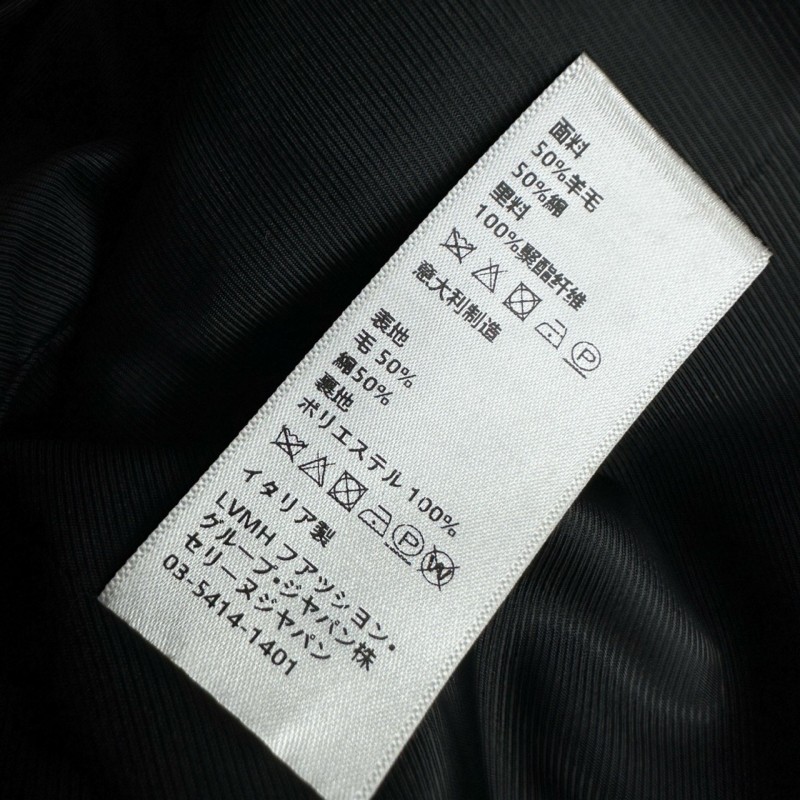 面料
50%羊毛
50%綿
里料
100%聚酯纤维
意大利制造
表地
毛 50%
綿50%
裏地
ポリエステル 100%
イタリア製
LVMH ファッション・
グループ・ジャパン株
セリーヌジャパン
03-5414-1401